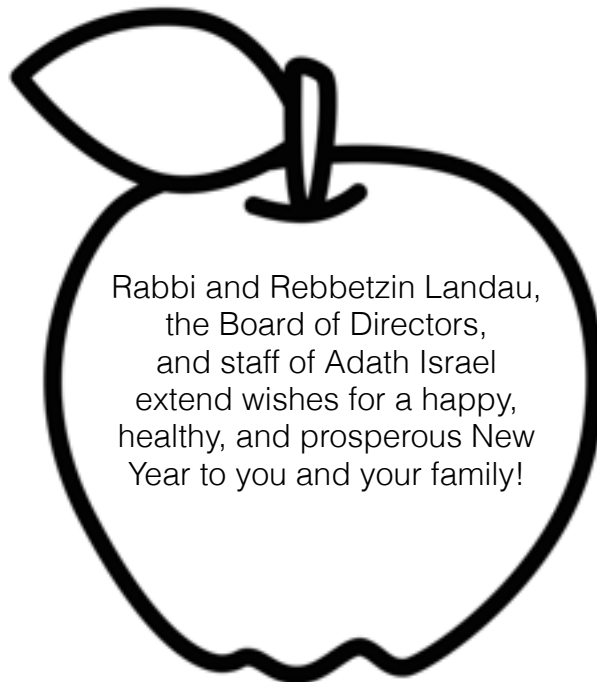 Rabbi and Rebbetzin Landau,
the Board of Directors,
and staff of Adath Israel
extend wishes for a happy,
healthy, and prosperous New
Year to you and your family!